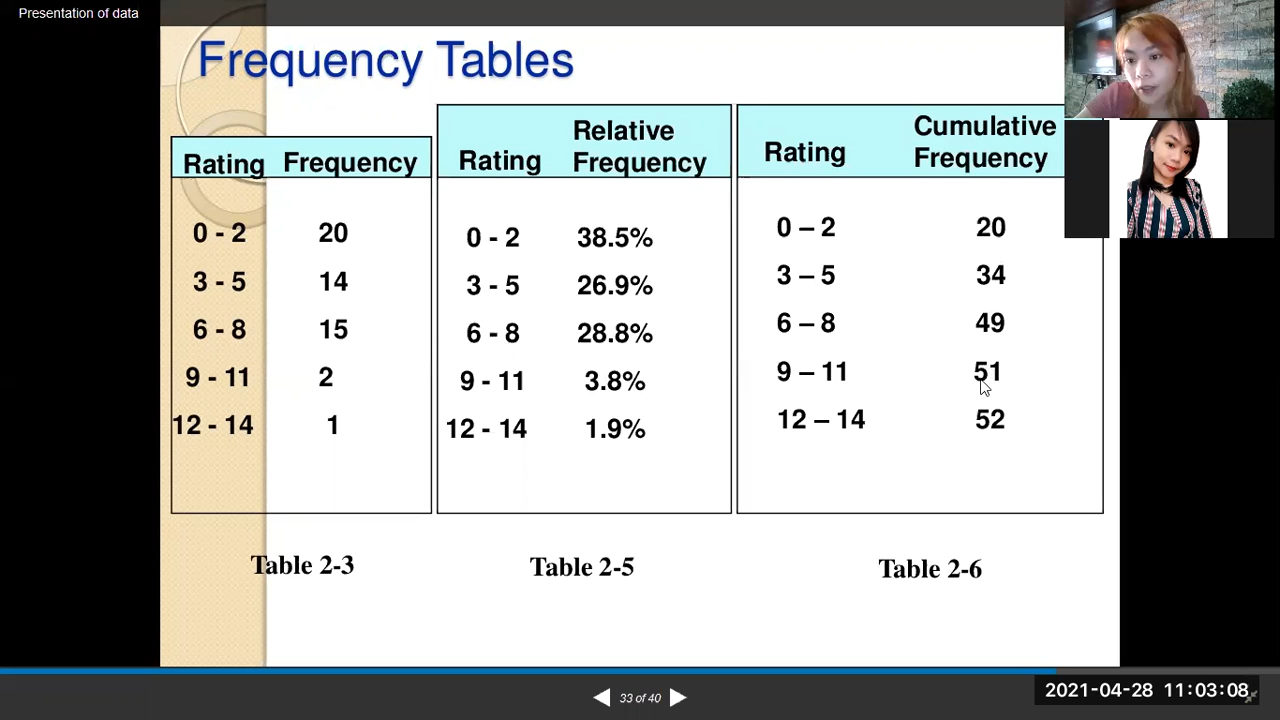 Presentation of data
Frequency Tables
Rating Frequency
0 - 2 20
3 - 5 14
6 - 8 15
9 - 11 2
12 - 14 1
Table 2-3
Rating Relative Frequency
0 - 2 38.5%
3 - 5 26.9%
6 - 8 28.8%
9 - 11 3.8%
12 - 14 1.9%
Table 2-5
Rating Cumulative Frequency
0 – 2 20
3 – 5 34
6 – 8 49
9 – 11 51
12 – 14 52
Table 2-6
33 of 40
2021-04-28 11:03:08